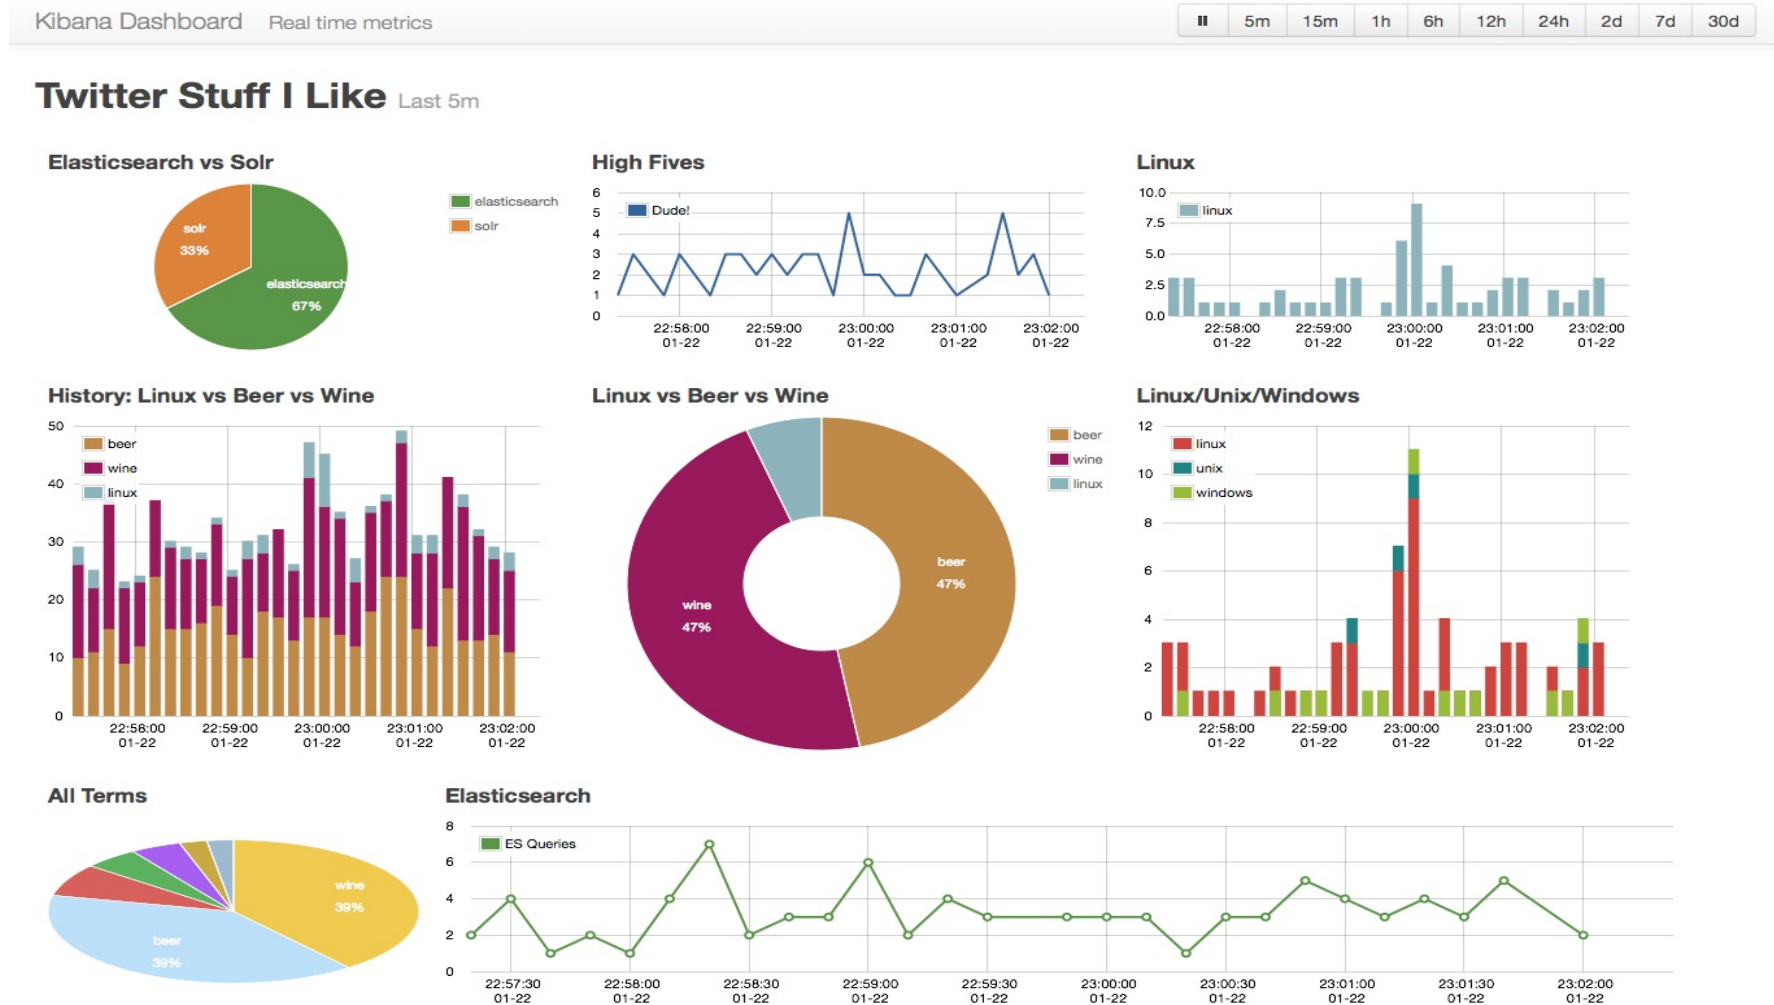 Kibana Dashboard Real time metrics
5m 15m 1h 6h 12h 24h 2d 7d 30d
Twitter Stuff I Like Last 5m
Elasticsearch vs Solr
elasticsearch
solr
solr
33%
elasticsearch
67%
High Fives
Dude!
6
5
4
3
2
1
0
22:58:00 22:59:00 23:00:00 23:01:00 23:02:00
01-22 01-22 01-22 01-22 01-22
Linux
linux
10.0
7.5
5.0
2.5
0.0
22:58:00 22:59:00 23:00:00 23:01:00 23:02:00
01-22 01-22 01-22 01-22 01-22
History: Linux vs Beer vs Wine
beer
wine
linux
50
40
30
20
10
0
22:58:00 22:59:00 23:00:00 23:01:00 23:02:00
01-22 01-22 01-22 01-22 01-22
Linux vs Beer vs Wine
beer
wine
linux
beer
47%
wine
47%
Linux/Unix/Windows
linux
unix
windows
12
10
8
6
4
2
0
22:58:00 22:59:00 23:00:00 23:01:00 23:02:00
01-22 01-22 01-22 01-22 01-22
All Terms
wine
39%
beer
39%
Elasticsearch
ES Queries
8
6
4
2
0
22:57:30 22:58:00 22:58:30 22:59:00 22:59:30 23:00:00 23:00:30 23:01:00 23:01:30 23:02:00
01-22 01-22 01-22 01-22 01-22 01-22 01-22 01-22 01-22 01-22